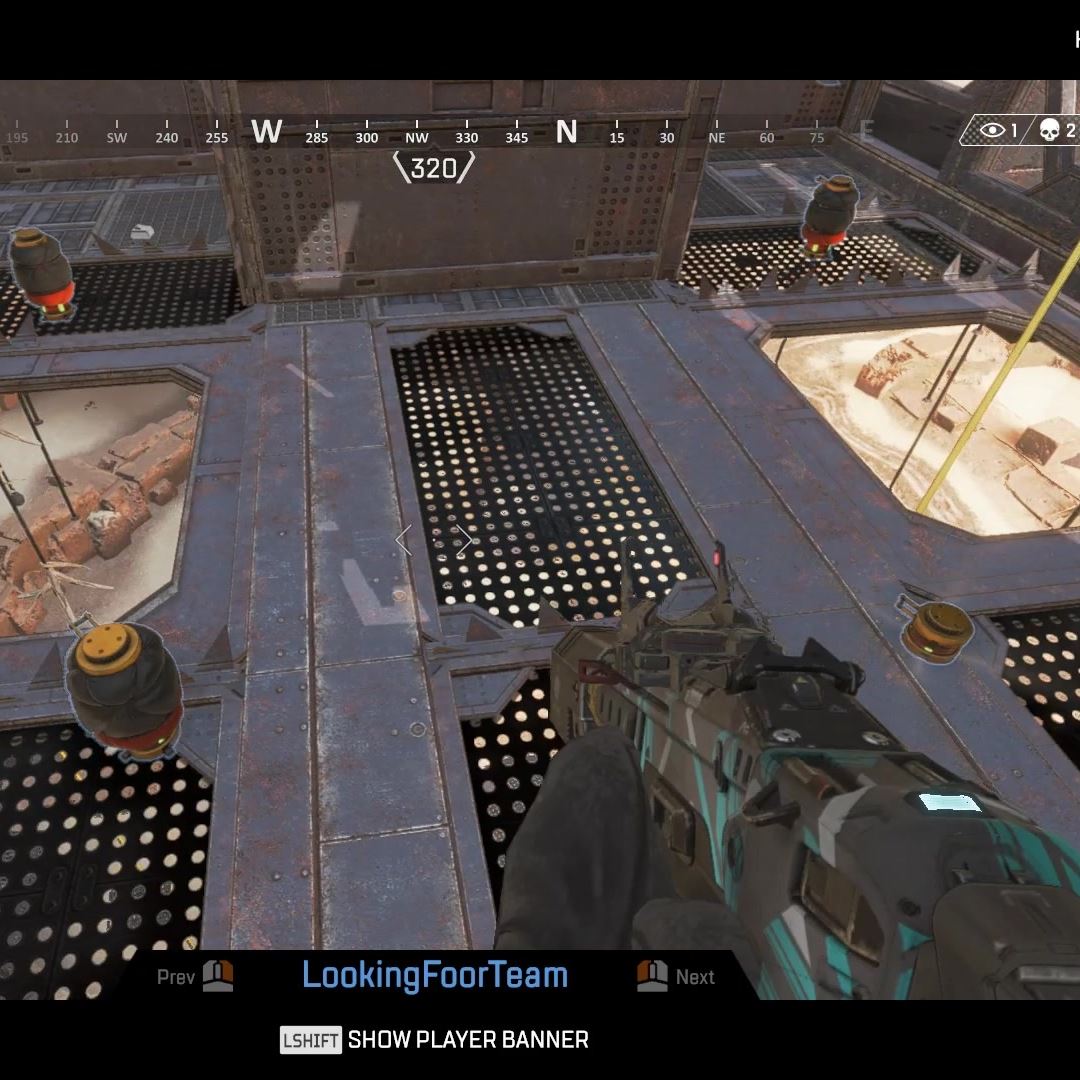 H
195 210 SW 240 255 W 285 300 NW 330 345 N 15 30 NE 60 75 E
320
1 2
Prev LookingFoorTeam Next
LSHIFT SHOW PLAYER BANNER